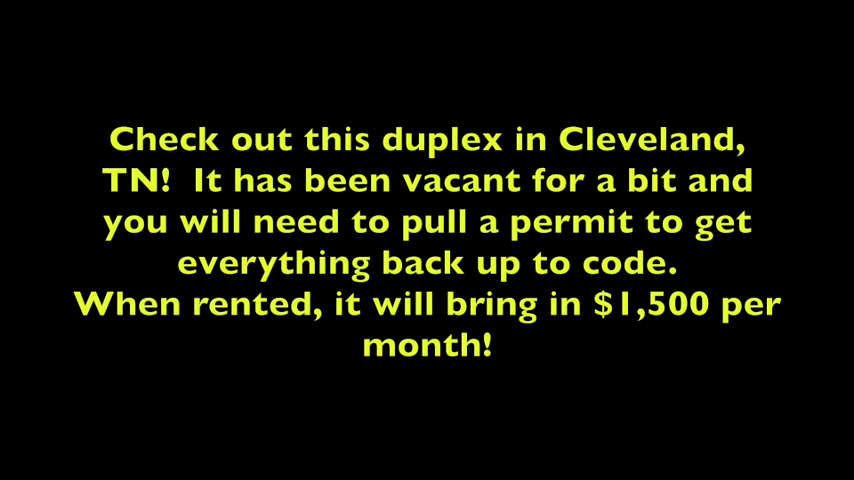 Check out this duplex in Cleveland,
TN!  It has been vacant for a bit and
you will need to pull a permit to get
everything back up to code.
When rented, it will bring in $1,500 per
month!